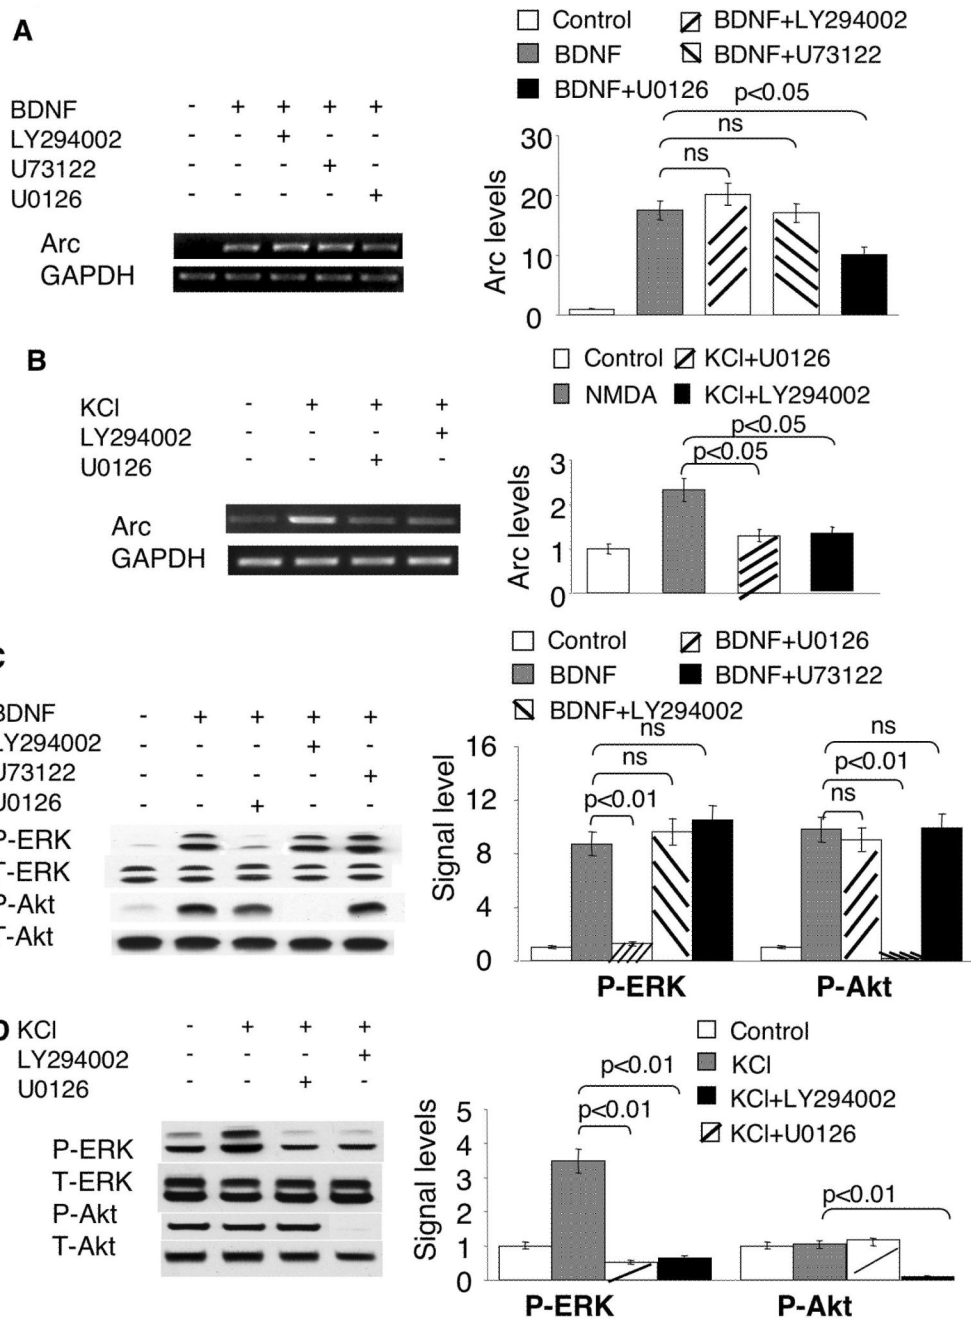 A
Control BDNF+LY294002
BDNF BDNF+U73122
BDNF+U0126
BDNF - + + + +
LY294002 - - + - -
U73122 - - - + -
U0126 - - - - +
Arc
GAPDH
p<0.05
ns
ns
Arc levels
30
20
10
0
B
Control KCl+U0126
NMDA KCl+LY294002
KCl - + + +
LY294002 - - - +
U0126 - - + -
Arc
GAPDH
p<0.05
p<0.05
Arc levels
3
2
1
0
C
Control BDNF+U0126
BDNF BDNF+U73122
BDNF+LY294002
BDNF - + + + +
LY294002 - - - + -
U73122 - - - - +
U0126 - - + - -
P-ERK
T-ERK
P-Akt
T-Akt
ns ns
ns p<0.01
p<0.01 ns
Signal level
16
12
8
4
0
P-ERK P-Akt
D
KCl - + + +
LY294002 - - - +
U0126 - - + -
P-ERK
T-ERK
P-Akt
T-Akt
Control
KCl
KCl+LY294002
KCl+U0126
p<0.01
p<0.01
p<0.01
Signal levels
5
4
3
2
1
0
P-ERK P-Akt